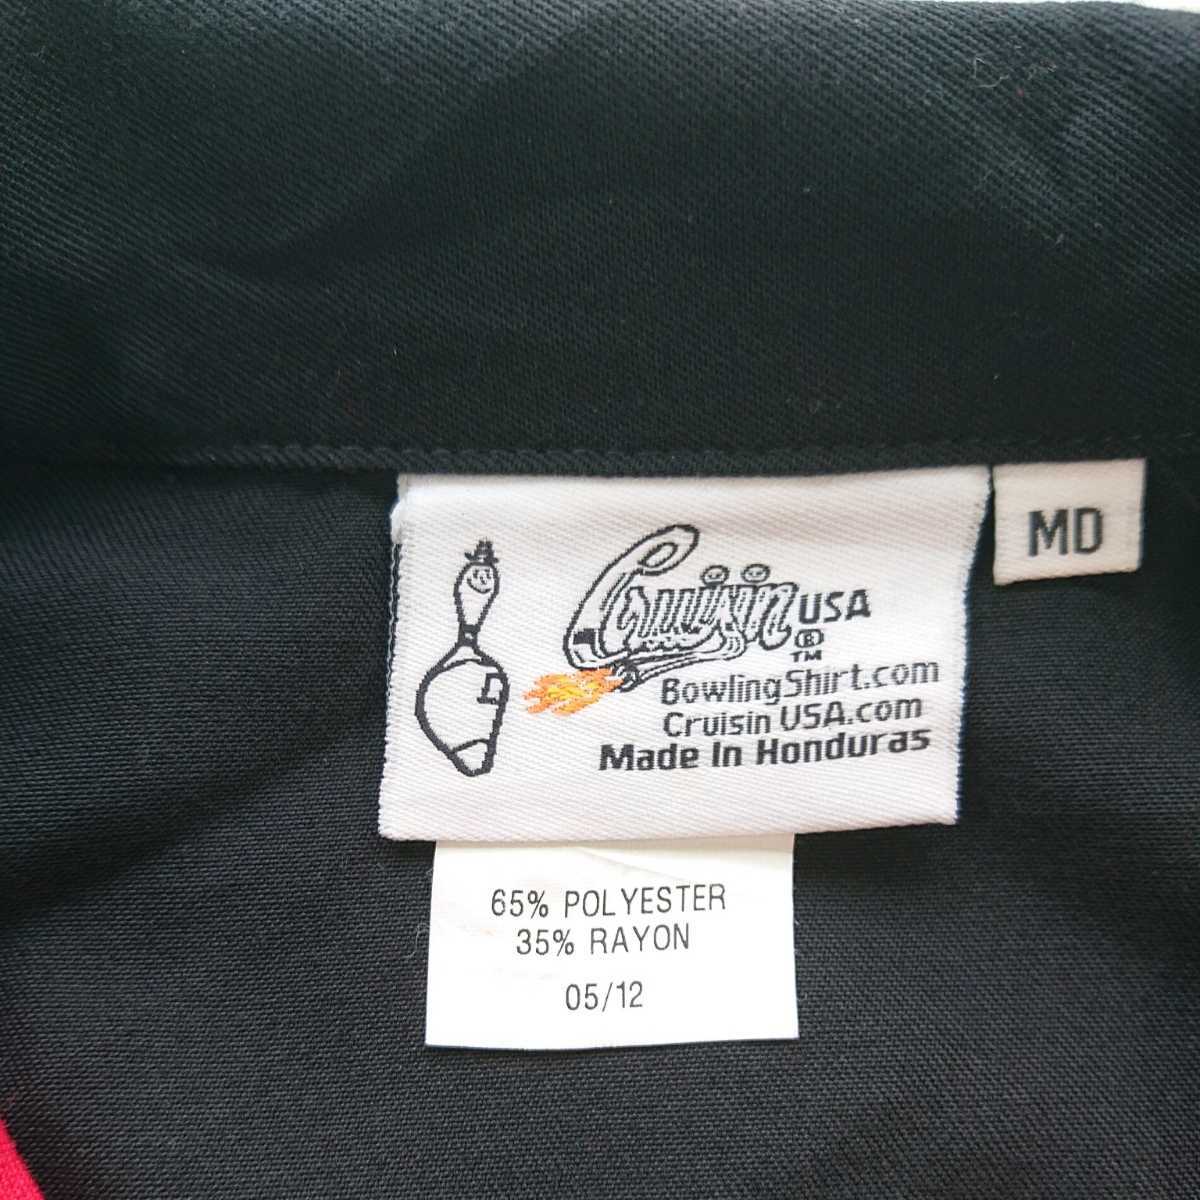 Cruisin USA
®
TM
BowlingShirt.com
Cruisin USA.com
Made In Honduras
MD
65% POLYESTER
35% RAYON
05/12